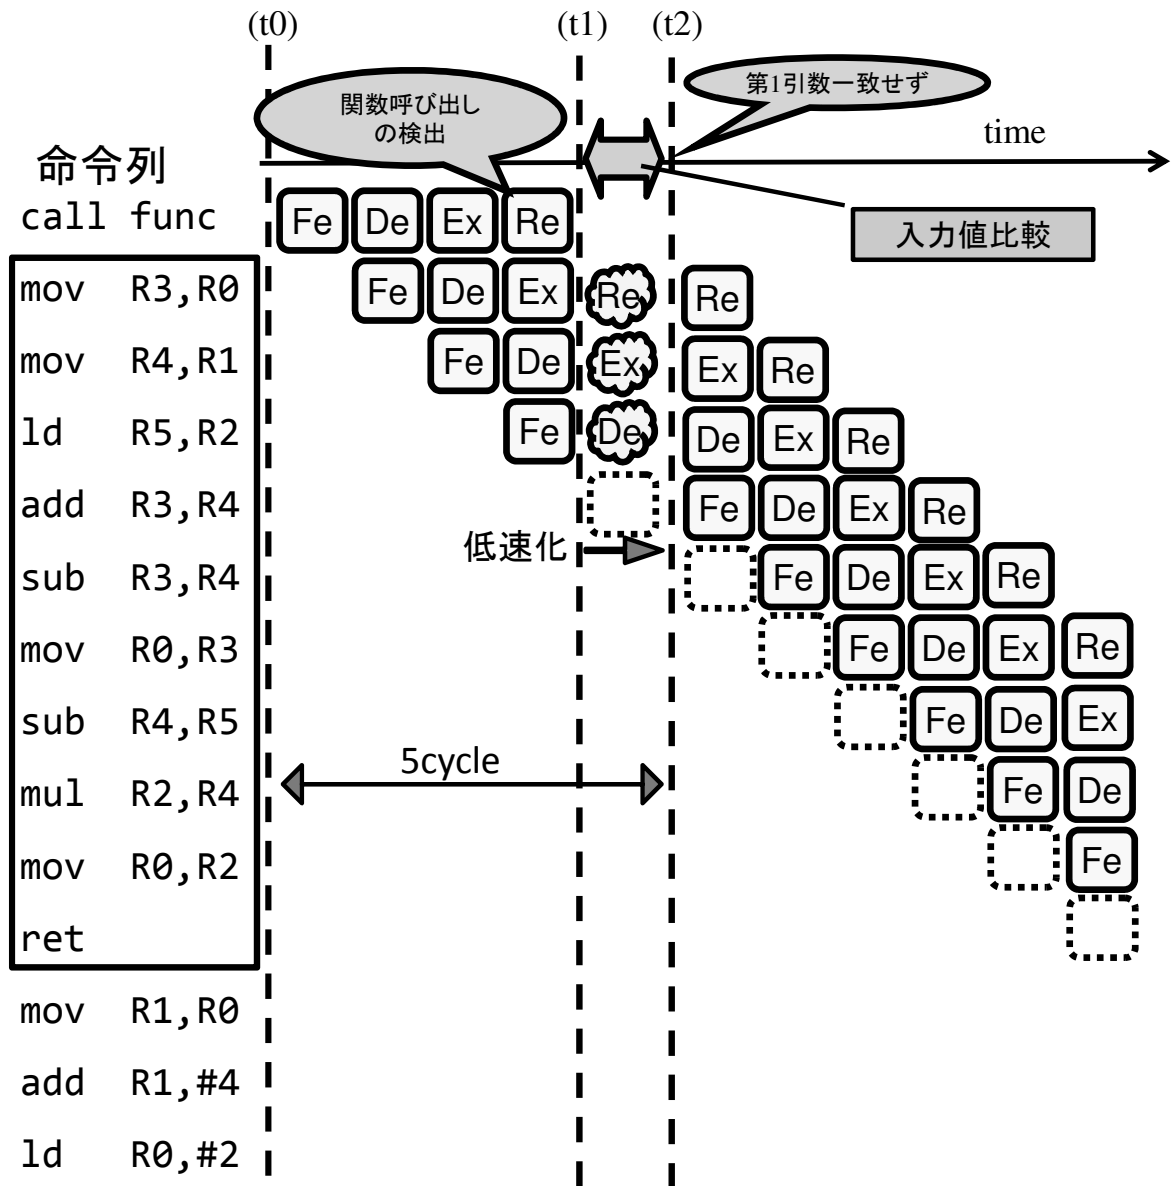 (t0) (t1) (t2)
関数呼び出し
の検出
第1引数一致せず
time
入力値比較
命令列
call func Fe De Ex Re
mov R3,R0 Fe De Ex Re Re
mov R4,R1 Fe De Ex Ex Re
ld R5,R2 Fe De De Ex Re
add R3,R4 Fe De Ex Re
低速化
sub R3,R4 Fe De Ex Re
mov R0,R3 Fe De Ex Re
sub R4,R5 Fe De Ex
5cycle
mul R2,R4 Fe De
mov R0,R2 Fe
ret
mov R1,R0
add R1,#4
ld R0,#2